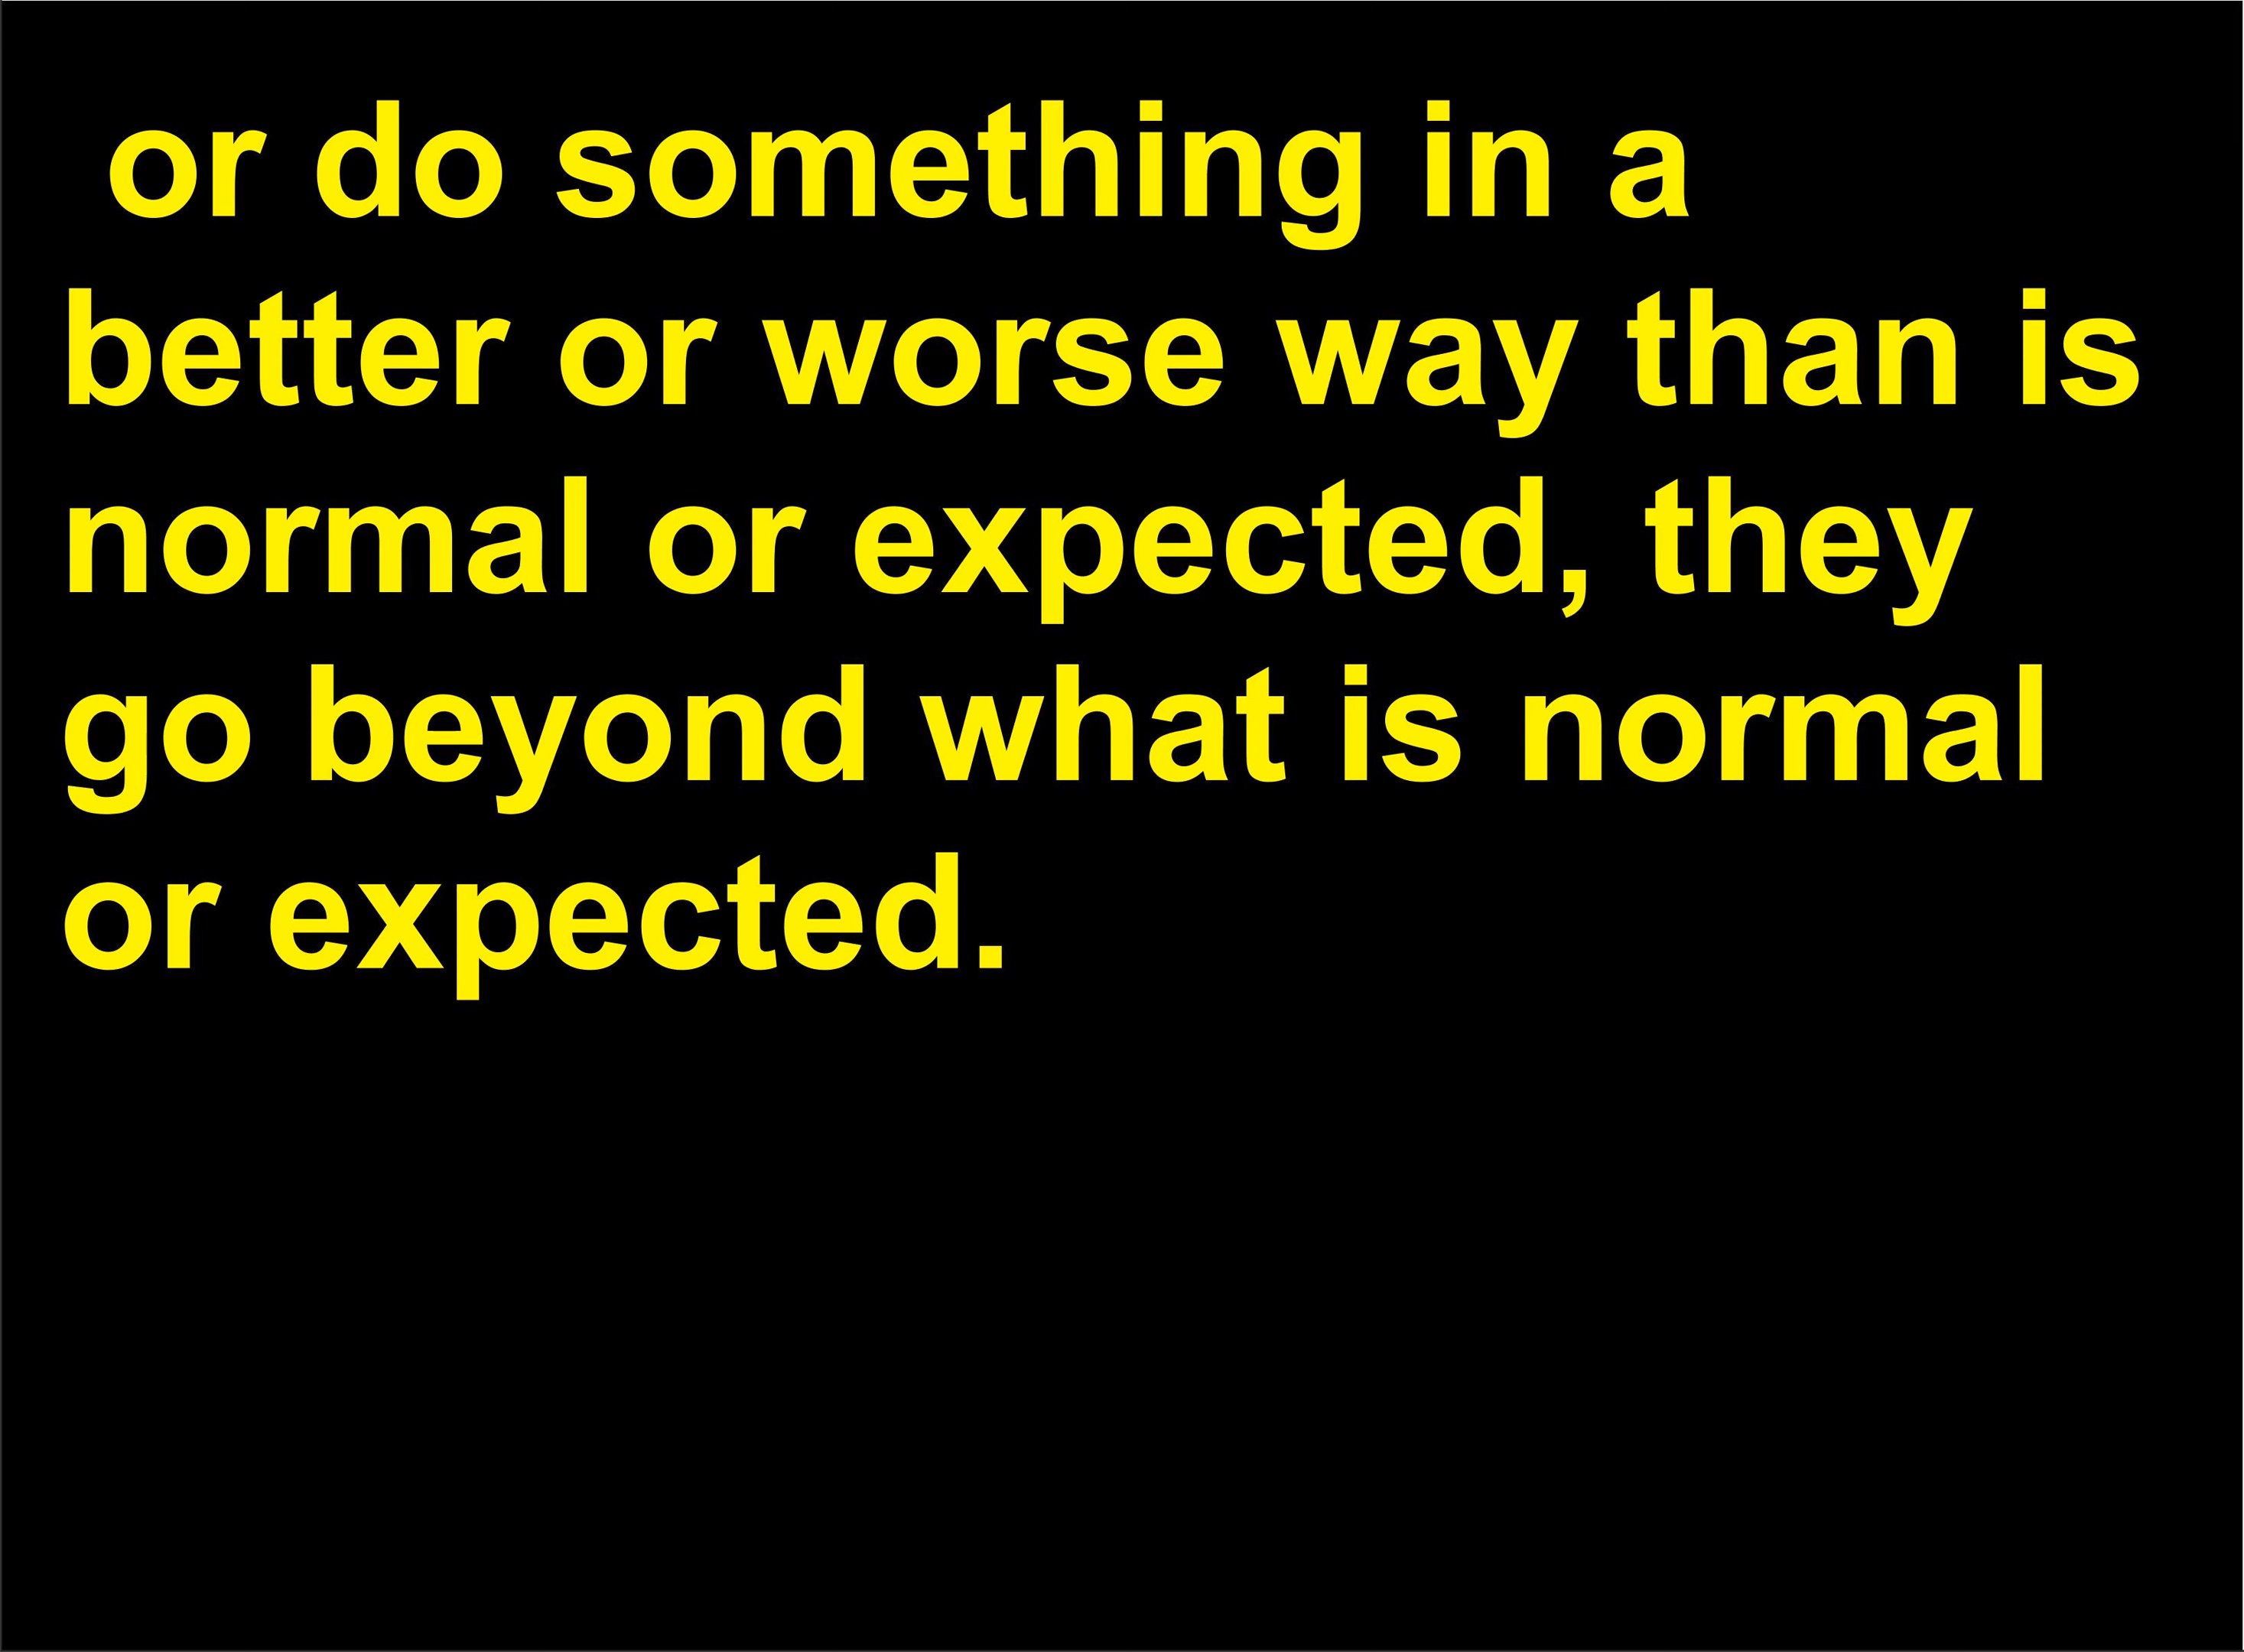 or do something in a
better or worse way than is
normal or expected, they
go beyond what is normal
or expected.